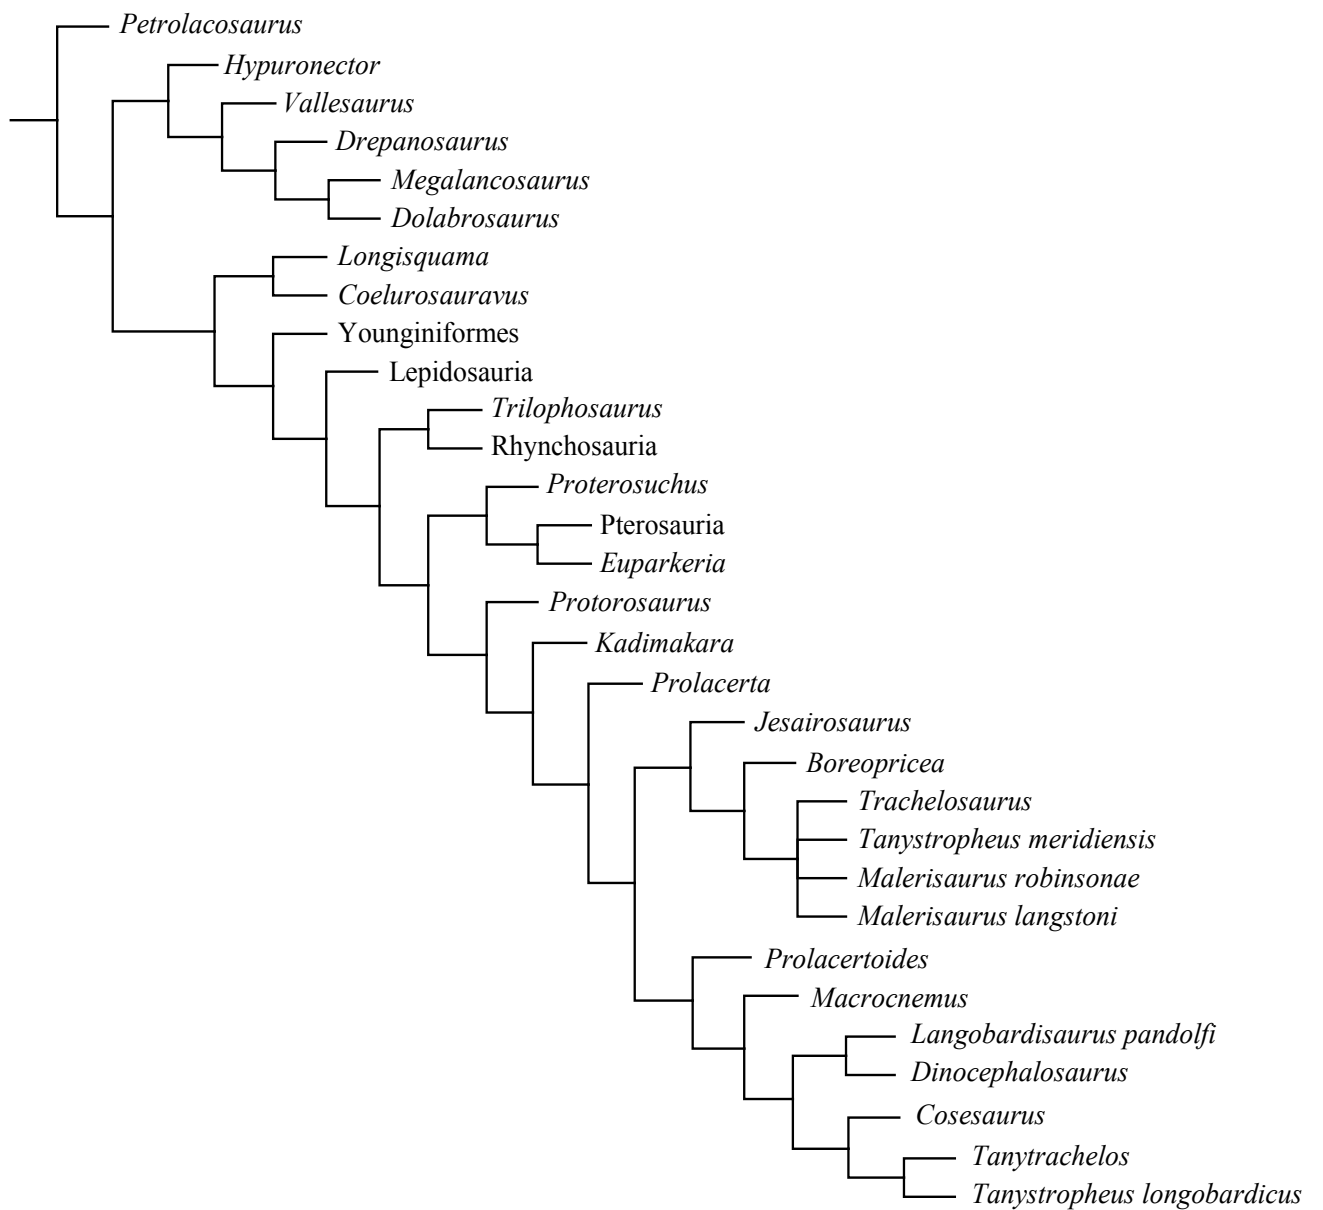 Petrolacosaurus
Hypuronector
Vallesaurus
Drepanosaurus
Megalancosaurus
Dolabrosaurus
Longisquama
Coelurosauravus
Younginiformes
Lepidosauria
Trilophosaurus
Rhynchosauria
Proterosuchus
Pterosauria
Euparkeria
Protorosaurus
Kadimakara
Prolacerta
Jesairosaurus
Boreopricea
Trachelosaurus
Tanystropheus meridiensis
Malerisaurus robinsonae
Malerisaurus langstoni
Prolacertoides
Macrocnemus
Langobardisaurus pandolfi
Dinocephalosaurus
Cosesaurus
Tanytrachelos
Tanystropheus longobardicus